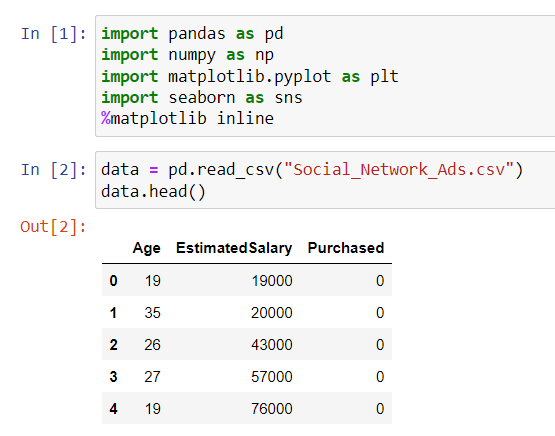 In [1]: import pandas as pd
import numpy as np
import matplotlib.pyplot as plt
import seaborn as sns
%matplotlib inline
In [2]: data = pd.read_csv("Social_Network_Ads.csv")
data.head()
Out[2]:
Age EstimatedSalary Purchased
0 19 19000 0
1 35 20000 0
2 26 43000 0
3 27 57000 0
4 19 76000 0